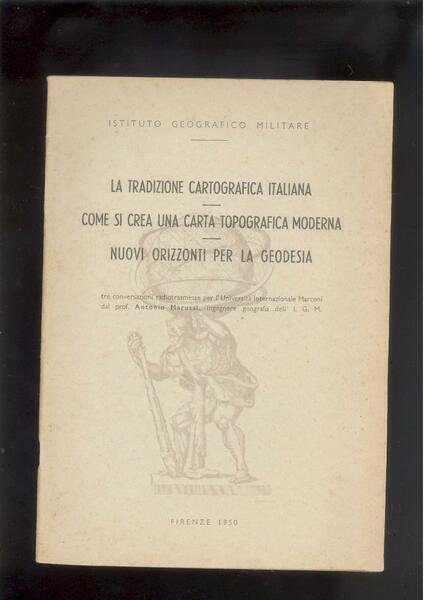 ISTITUTO GEOGRAFICO MILITARE
LA TRADIZIONE CARTOGRAFICA ITALIANA
COME SI CREA UNA CARTA TOPOGRAFICA MODERNA
NUOVI ORIZZONTI PER LA GEODESIA
tre conversazioni radiotrasmesse per l'Università Internazionale Marconi
dal prof. Antonio Marussi, ingegnere geografo dell' I. G. M.
FIRENZE 1950